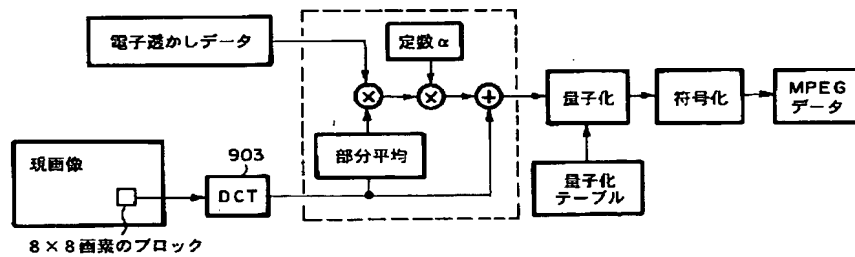 電子透かしデータ
定数α
量子化
符号化
MPEG
データ
部分平均
903
現画像
DCT
量子化
テーブル
8×8画素のブロック